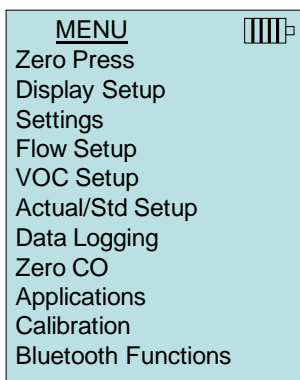 MENU
Zero Press
Display Setup
Settings
Flow Setup
VOC Setup
Actual/Std Setup
Data Logging
Zero CO
Applications
Calibration
Bluetooth Functions